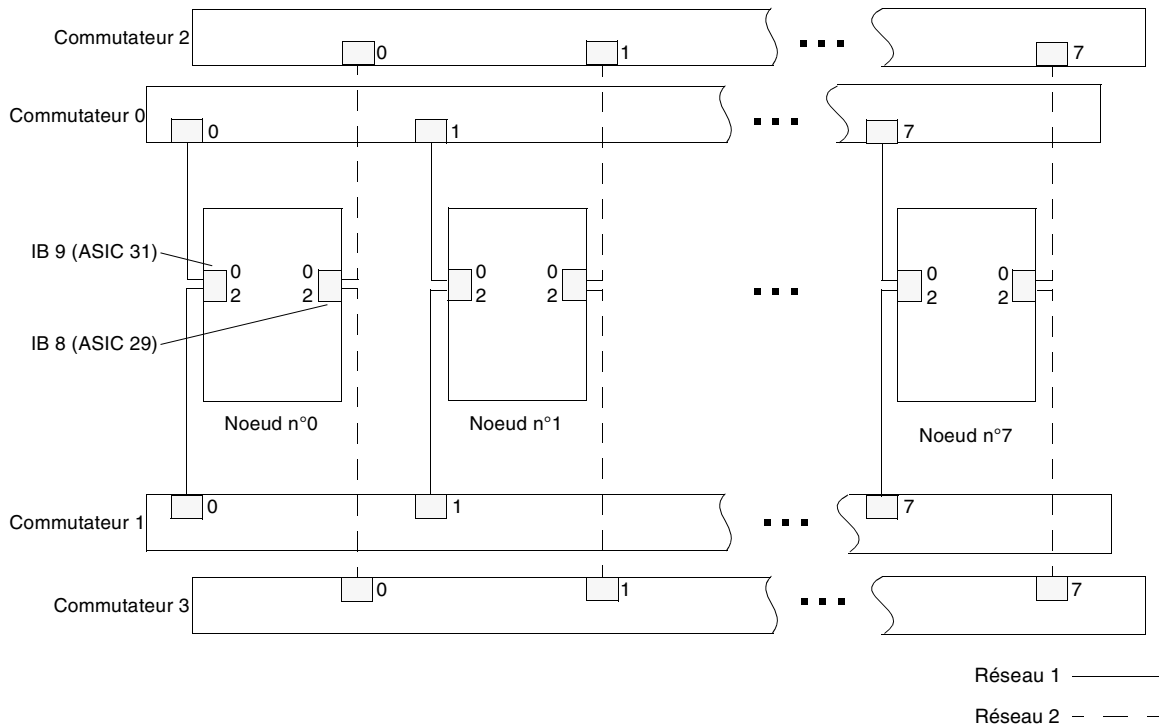 Commutateur 2
0
1
7
Commutateur 0
0
1
7
IB 9 (ASIC 31)
0
0
0
0
0
0
2
2
2
2
2
2
IB 8 (ASIC 29)
Noeud n°0
Noeud n°1
Noeud n°7
Commutateur 1
0
1
7
Commutateur 3
0
1
7
Réseau 1
Réseau 2